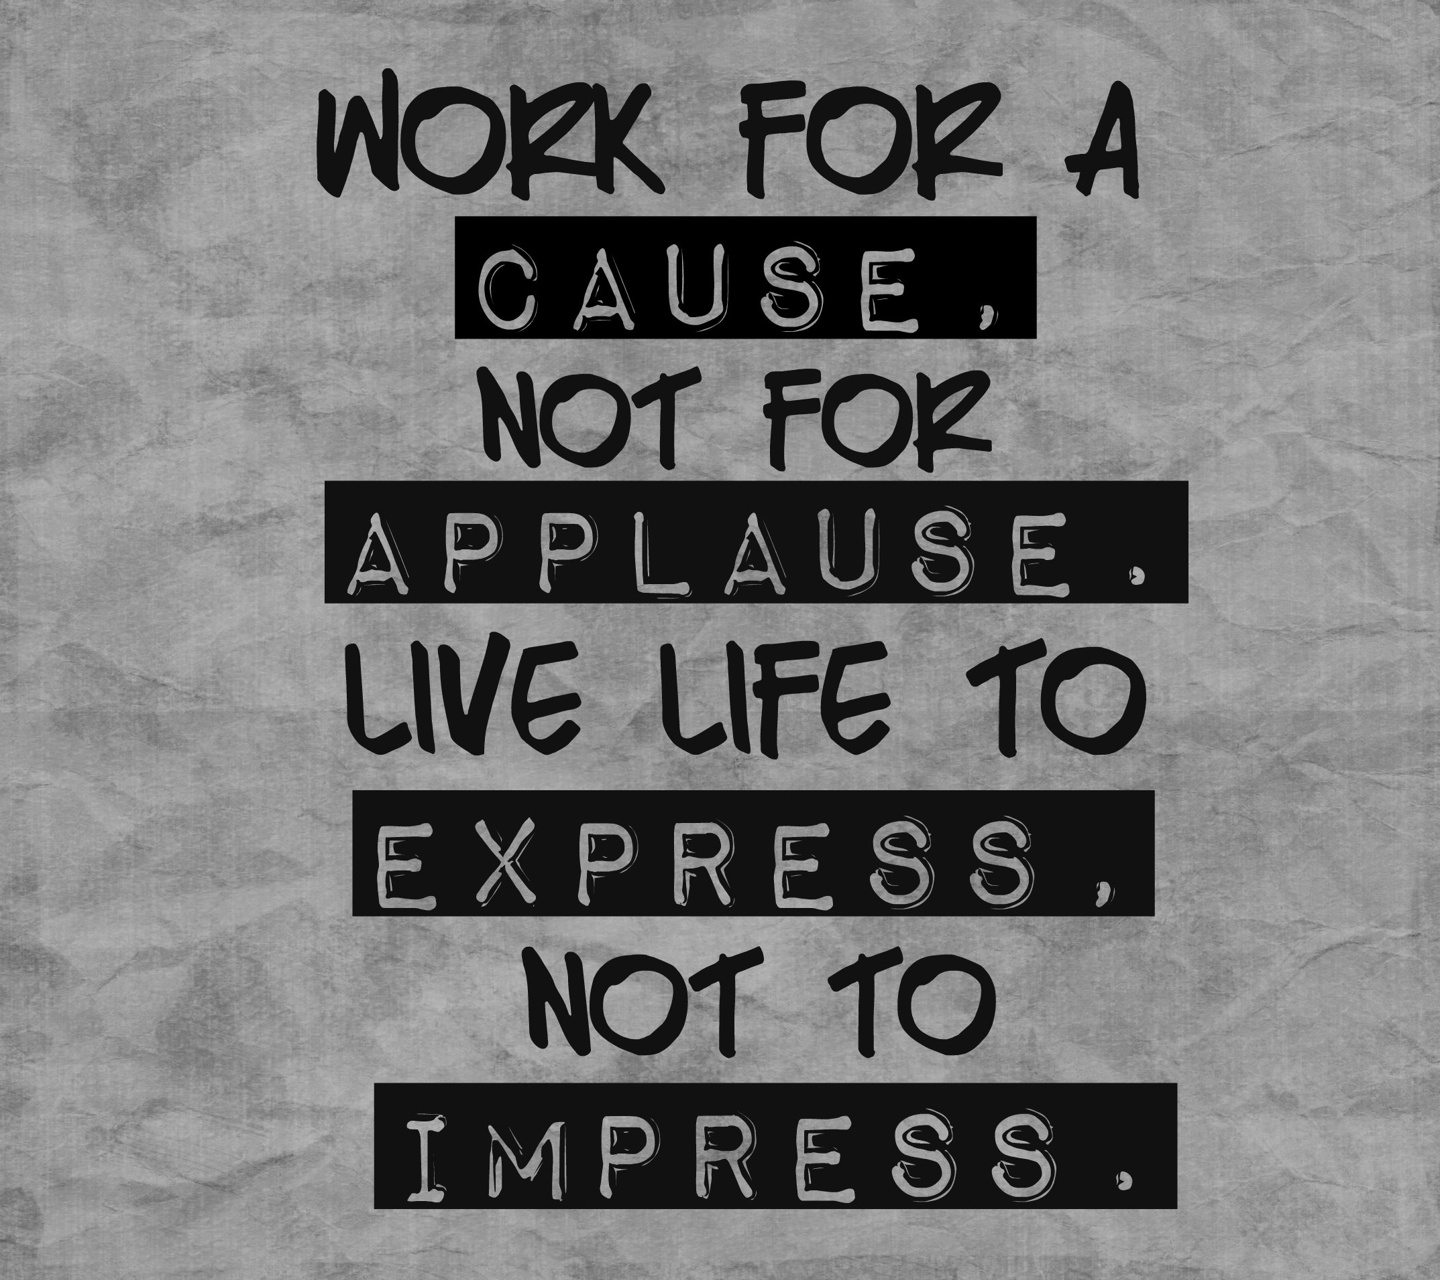 WORK FOR A
CAUSE,
NOT FOR
APPLAUSE.
LIVE LIFE TO
EXPRESS,
NOT TO
IMPRESS.